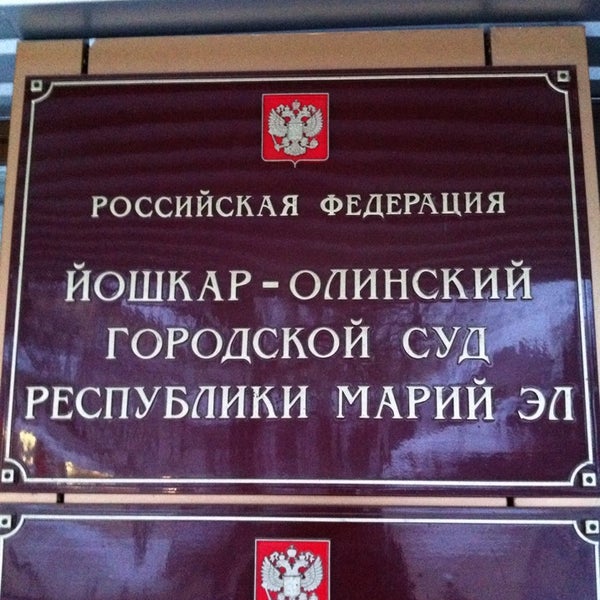 РОССИЙСКАЯ ФЕДЕРАЦИЯ
ЙОШКАР-ОЛИНСКИЙ
ГОРОДСКОЙ СУД
РЕСПУБЛИКИ МАРИЙ ЭЛ